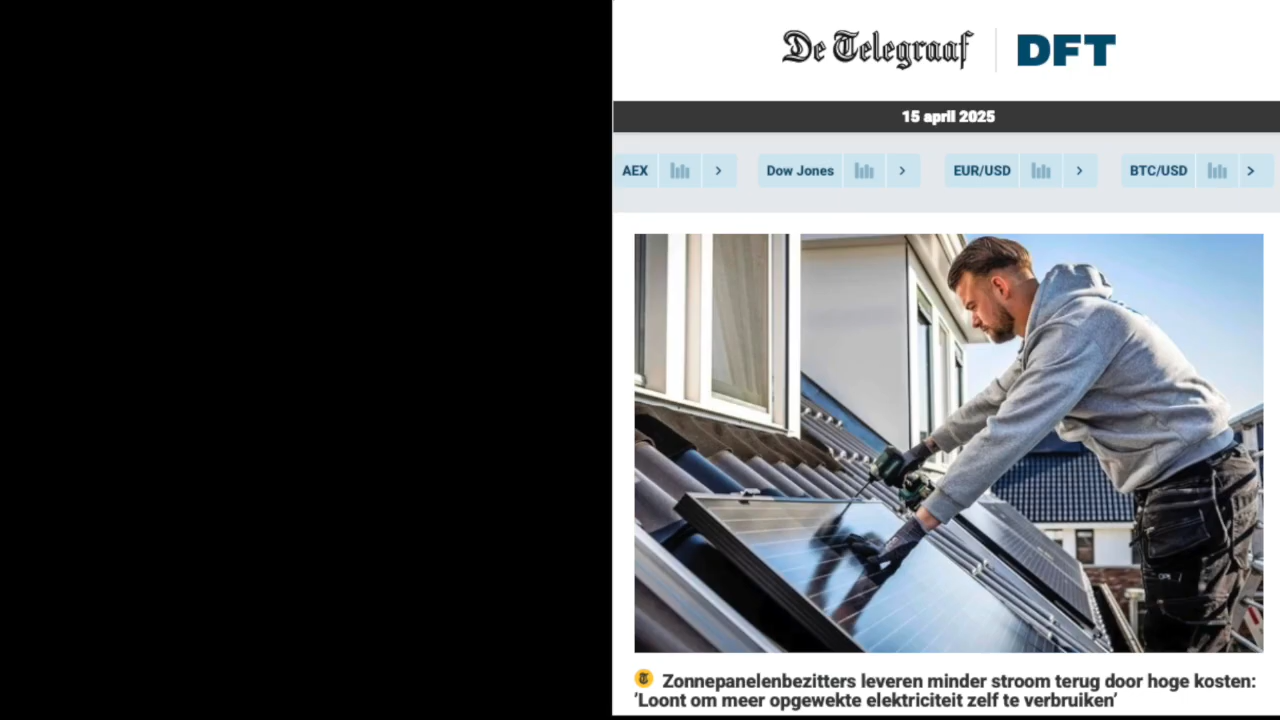 De Telegraaf DFT
15 april 2025
AEX Dow Jones EUR/USD BTC/USD
Zonnepanelenbezitters leveren minder stroom terug door hoge kosten:
’Loont om meer opgewekte elektriciteit zelf te verbruiken’